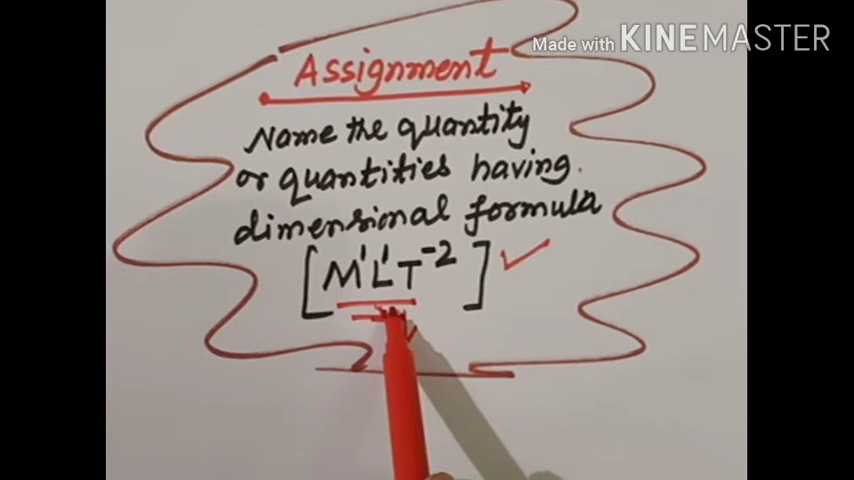 Made with KINEMASTER
Assignment
Name the quantity
or quantities having.
dimensional formula
[M¹L¹T⁻²] ✓